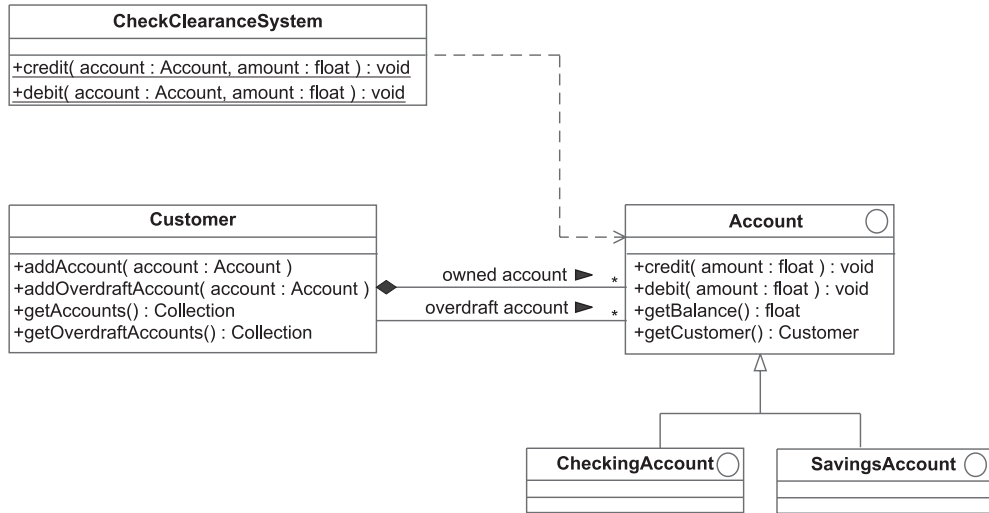 CheckClearanceSystem
+credit( account : Account, amount : float ) : void
+debit( account : Account, amount : float ) : void
Customer
+addAccount( account : Account )
+addOverdraftAccount( account : Account )
+getAccounts() : Collection
+getOverdraftAccounts() : Collection
owned account ►
*
overdraft account ►
*
Account
+credit( amount : float ) : void
+debit( amount : float ) : void
+getBalance() : float
+getCustomer() : Customer
CheckingAccount
SavingsAccount